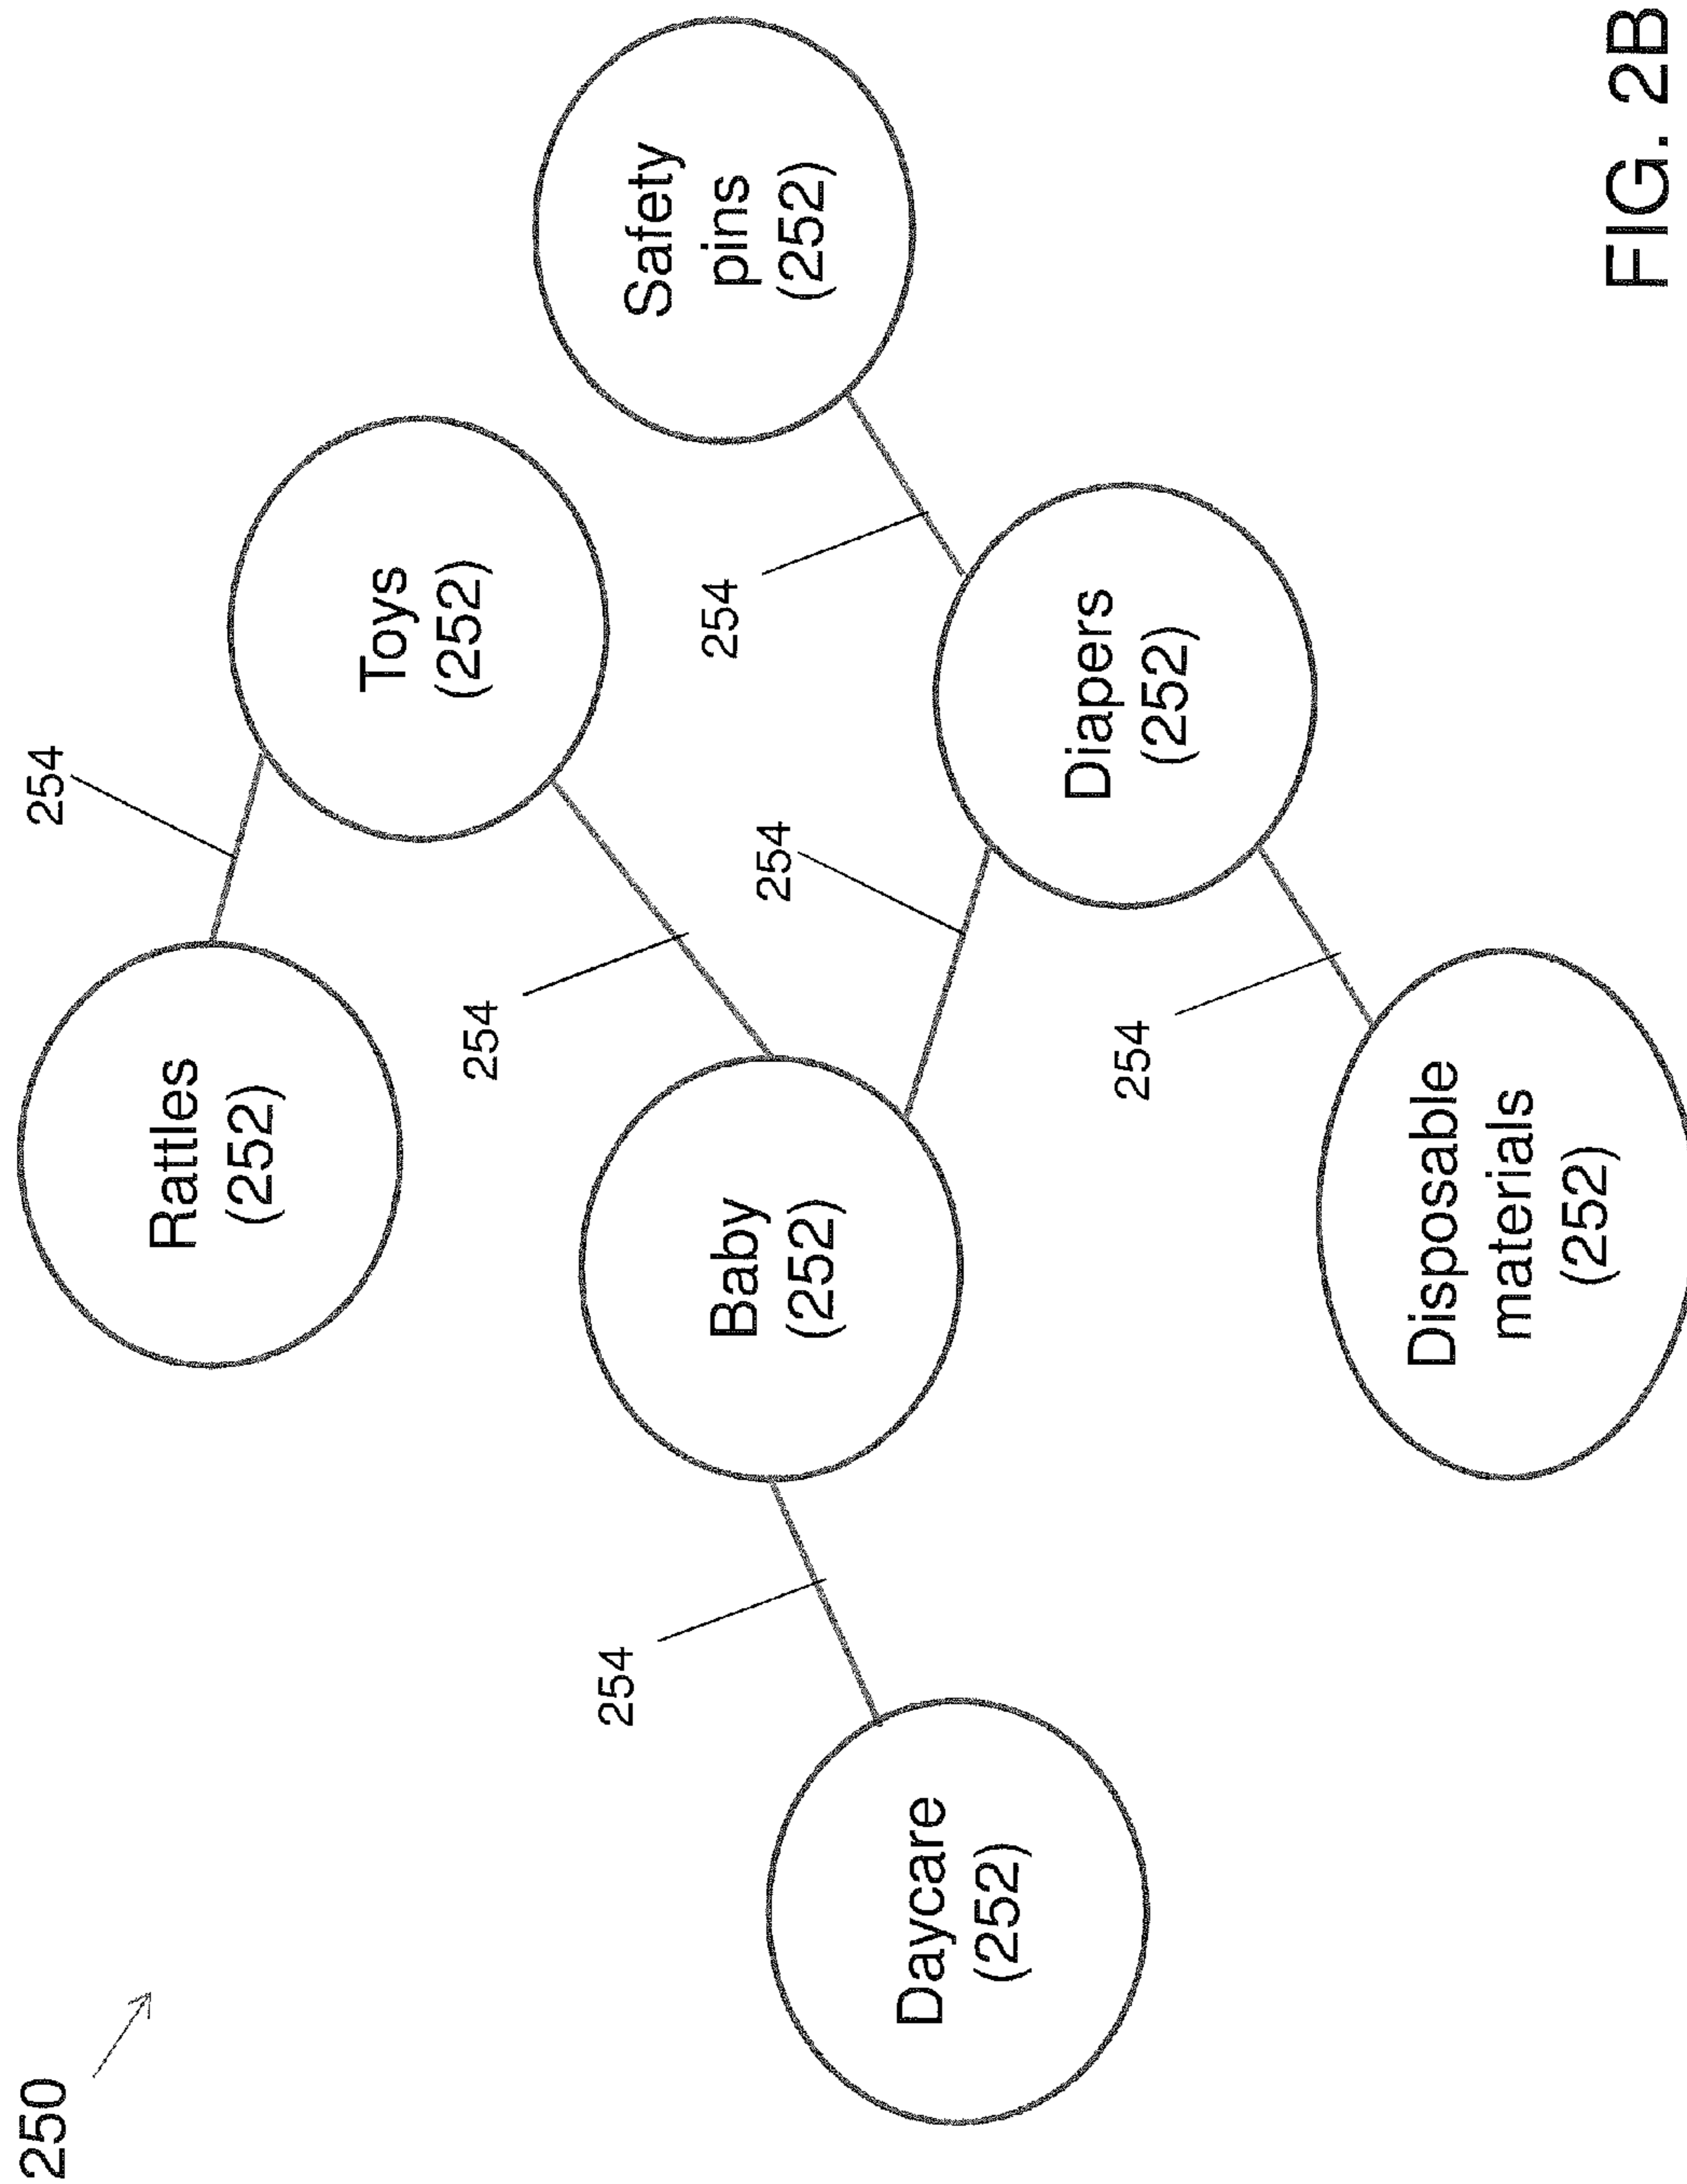 250
Rattles
(252)
254
Toys
(252)
254
Baby
(252)
254
Daycare
(252)
254
254
Safety
pins
(252)
Diapers
(252)
254
Disposable
materials
(252)
FIG. 2B